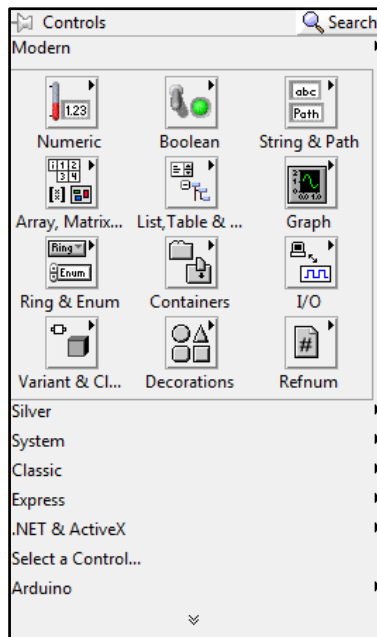 Controls Search
Modern
1.23 abc Path
Numeric Boolean String & Path
Array, Matrix... List,Table & ... Graph
Ring Enum
Ring & Enum Containers I/O
#
Variant & Cl... Decorations Refnum
Silver
System
Classic
Express
.NET & ActiveX
Select a Control...
Arduino